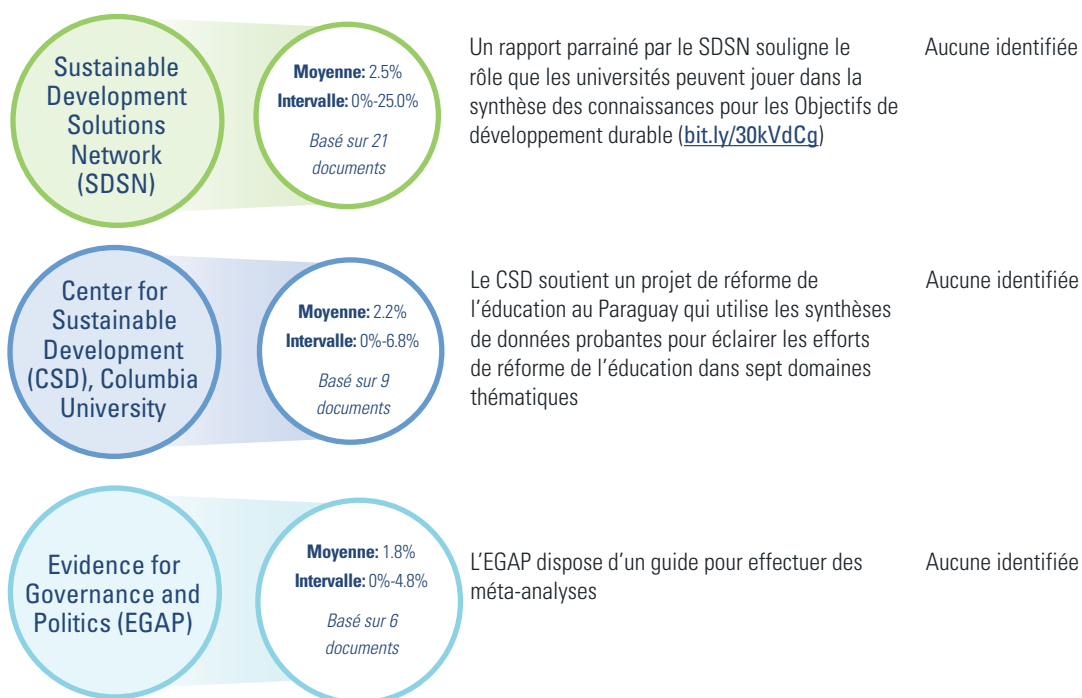 Sustainable
Development
Solutions
Network
(SDSN)
Moyenne: 2.5%
Intervalle: 0%-25.0%
Basé sur 21
documents
Un rapport parrainé par le SDSN souligne le
rôle que les universités peuvent jouer dans la
synthèse des connaissances pour les Objectifs de
développement durable (bit.ly/30kVdCg)
Aucune identifiée
Center for
Sustainable
Development
(CSD), Columbia
University
Moyenne: 2.2%
Intervalle: 0%-6.8%
Basé sur 9
documents
Le CSD soutient un projet de réforme de
l'éducation au Paraguay qui utilise les synthèses
de données probantes pour éclairer les efforts
de réforme de l'éducation dans sept domaines
thématiques
Aucune identifiée
Evidence for
Governance and
Politics (EGAP)
Moyenne: 1.8%
Intervalle: 0%-4.8%
Basé sur 6
documents
L'EGAP dispose d'un guide pour effectuer des
méta-analyses
Aucune identifiée